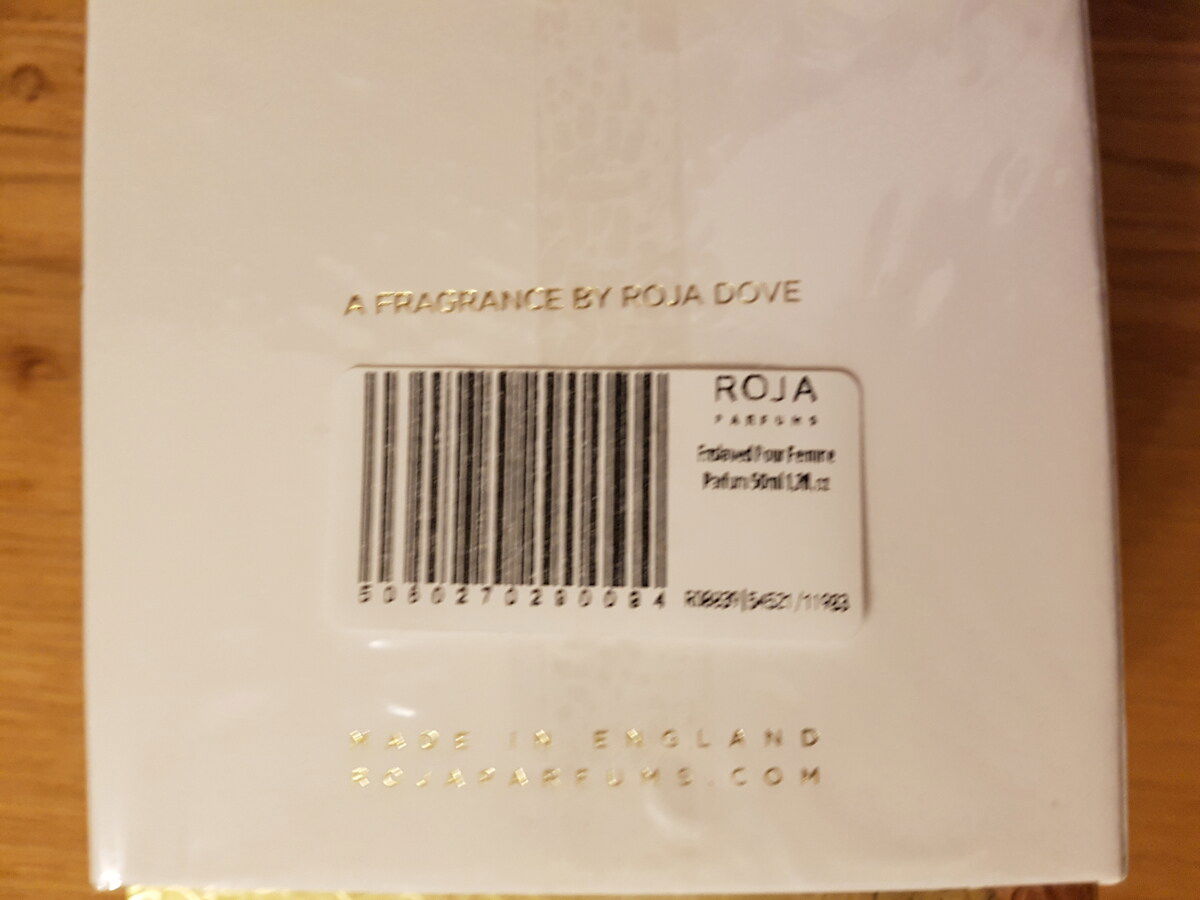 A FRAGRANCE BY ROJA DOVE
ROJA
PARFUMS
Enslaved Pour Femme
Parfum 50ml 1.7fl. oz
5060270290094
MADE IN ENGLAND
ROJAPARFUMS.COM